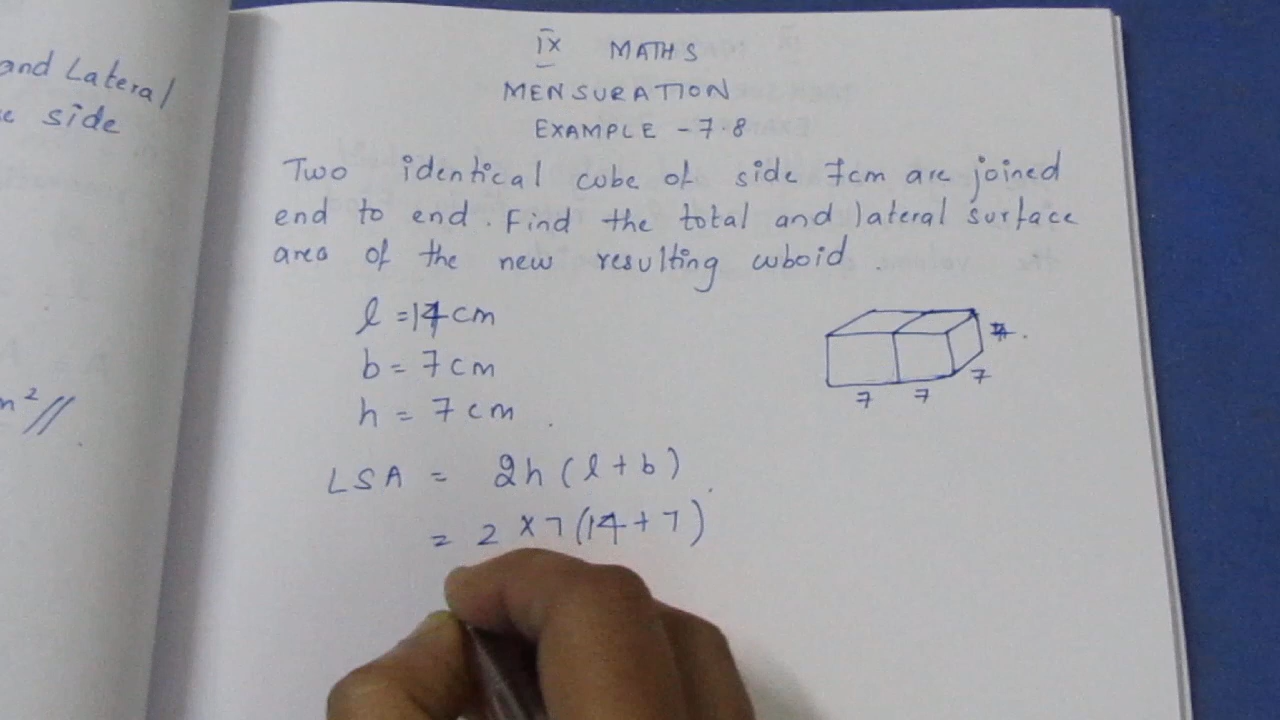 and Lateral
side
m²//
IX MATHS
MENSURATION
EXAMPLE - 7.8
Two identical cube of side 7cm are joined
end to end. Find the total and lateral surface
area of the new resulting cuboid.
l = 14 cm
b = 7 cm
h = 7 cm.
7
7
7 7
LSA = 2h (l + b)
= 2 × 7 (14 + 7)